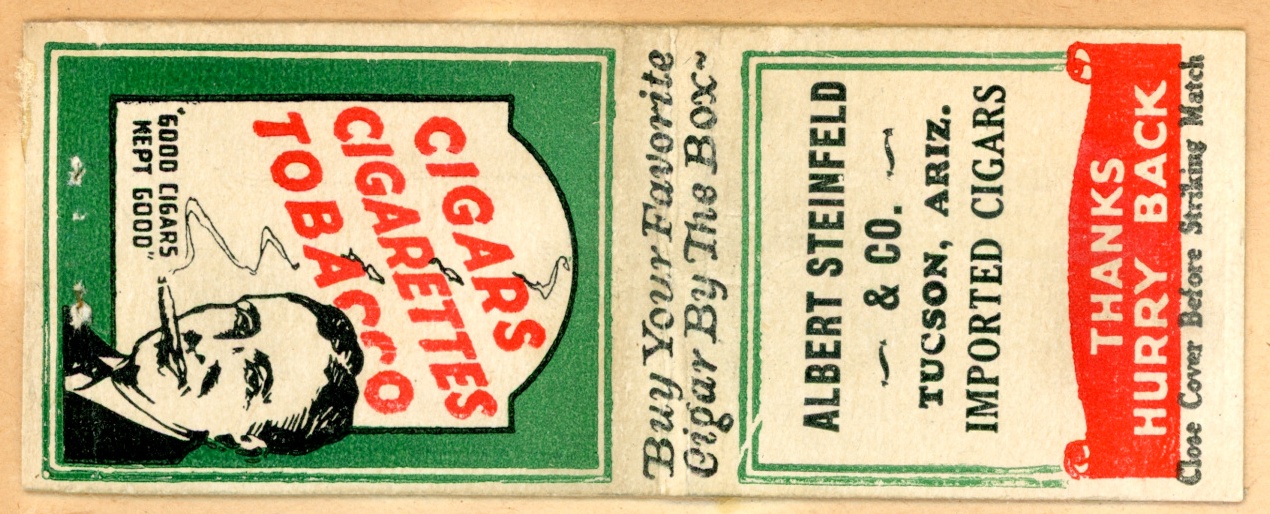 CIGARS
CIGARETTES
TOBACCO
"GOOD CIGARS
KEPT GOOD"
Buy Your Favorite
Cigar By The Box~
ALBERT STEINFELD
~ & CO. ~
TUCSON, ARIZ.
IMPORTED CIGARS
THANKS
HURRY BACK
Close Cover Before Striking Match